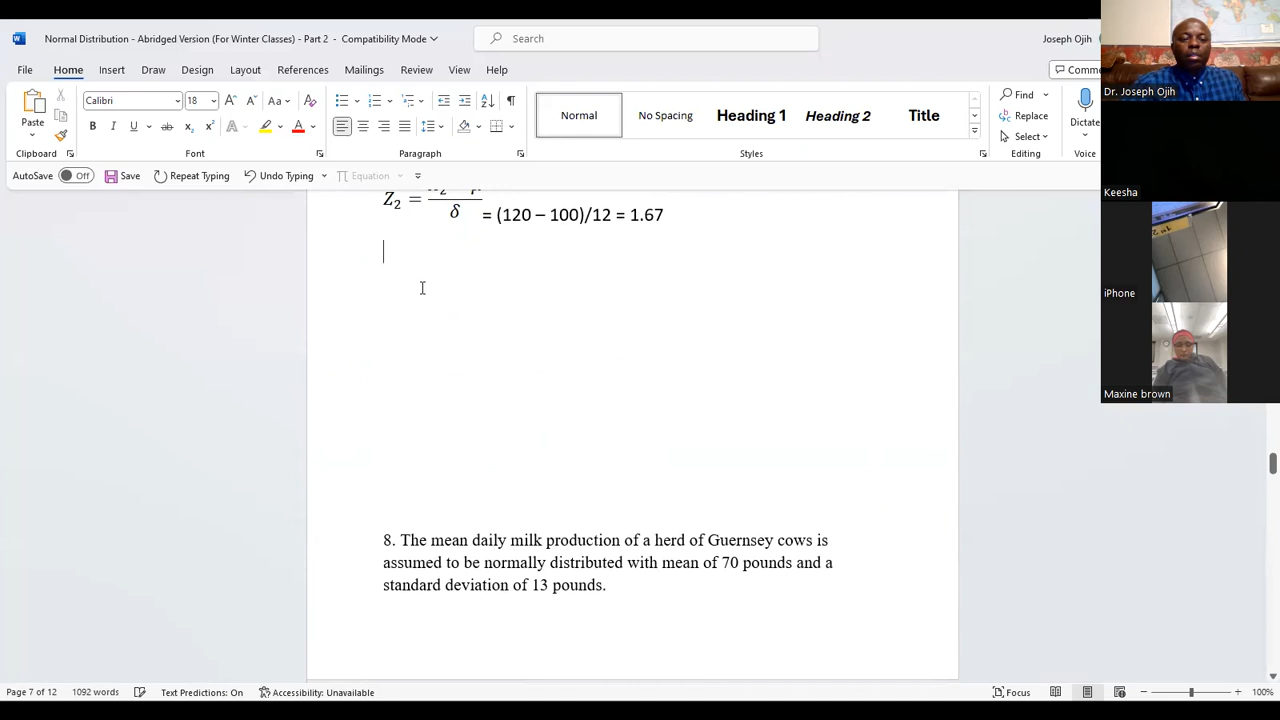 Normal Distribution - Abridged Version (For Winter Classes) - Part 2 - Compatibility Mode
Search
Joseph Ojih
File Home Insert Draw Design Layout References Mailings Review View Help
Comme
Paste
Calibri 18
Normal No Spacing Heading 1 Heading 2 Title
Find
Replace
Select
Dictate
Clipboard Font Paragraph Styles Editing Voice
AutoSave Off Save Repeat Typing Undo Typing Equation
Z₂ = / δ = (120 – 100)/12 = 1.67
8. The mean daily milk production of a herd of Guernsey cows is
assumed to be normally distributed with mean of 70 pounds and a
standard deviation of 13 pounds.
Page 7 of 12 1092 words Text Predictions: On Accessibility: Unavailable Focus 100%
Dr. Joseph Ojih
Keesha
iPhone
Maxine brown